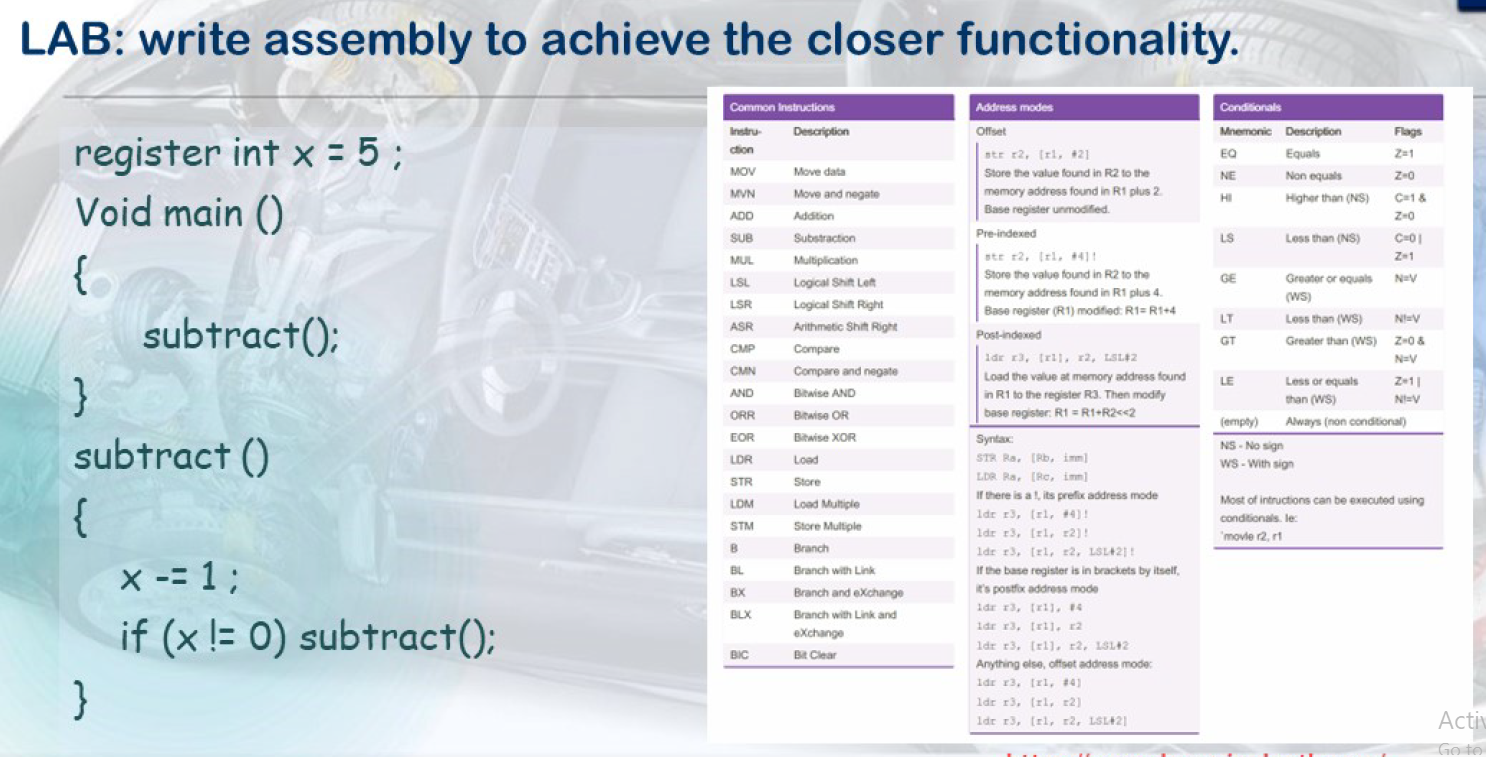 LAB: write assembly to achieve the closer functionality.
register int x = 5 ;
Void main ()
{
subtract();
}
subtract ()
{
x -= 1 ;
if (x != 0) subtract();
}
Common Instructions
Instru- Description
ction
MOV Move data
MVN Move and negate
ADD Addition
SUB Substraction
MUL Multiplication
LSL Logical Shift Left
LSR Logical Shift Right
ASR Arithmetic Shift Right
CMP Compare
CMN Compare and negate
AND Bitwise AND
ORR Bitwise OR
EOR Bitwise XOR
LDR Load
STR Store
LDM Load Multiple
STM Store Multiple
B Branch
BL Branch with Link
BX Branch and eXchange
BLX Branch with Link and
eXchange
BIC Bit Clear
Address modes
Offset
str r2, [r1, #2]
Store the value found in R2 to the
memory address found in R1 plus 2.
Base register unmodified.
Pre-indexed
str r2, [r1, #4]!
Store the value found in R2 to the
memory address found in R1 plus 4.
Base register (R1) modified: R1= R1+4
Post-indexed
ldr r3, [r1], r2, LSL#2
Load the value at memory address found
in R1 to the register R3. Then modify
base register: R1 = R1+R2<<2
Syntax:
STR Ra, [Rb, imm]
LDR Ra, [Rc, imm]
If there is a !, its prefix address mode
ldr r3, [r1, #4]!
ldr r3, [r1, r2]!
ldr r3, [r1, r2, LSL#2]!
If the base register is in brackets by itself,
it's postfix address mode
ldr r3, [r1], #4
ldr r3, [r1], r2
ldr r3, [r1], r2, LSL#2
Anything else, offset address mode:
ldr r3, [r1, #4]
ldr r3, [r1, r2]
ldr r3, [r1, r2, LSL#2]
Conditionals
Mnemonic Description Flags
EQ Equals Z=1
NE Non equals Z=0
HI Higher than (NS) C=1 &
Z=0
LS Less than (NS) C=0 |
Z=1
GE Greater or equals N=V
(WS)
LT Less than (WS) N!=V
GT Greater than (WS) Z=0 &
N=V
LE Less or equals Z=1 |
than (WS) N!=V
(empty) Always (non conditional)
NS - No sign
WS - With sign
Most of intructions can be executed using
conditionals. Ie:
`movle r2, r1
Activ
Go to